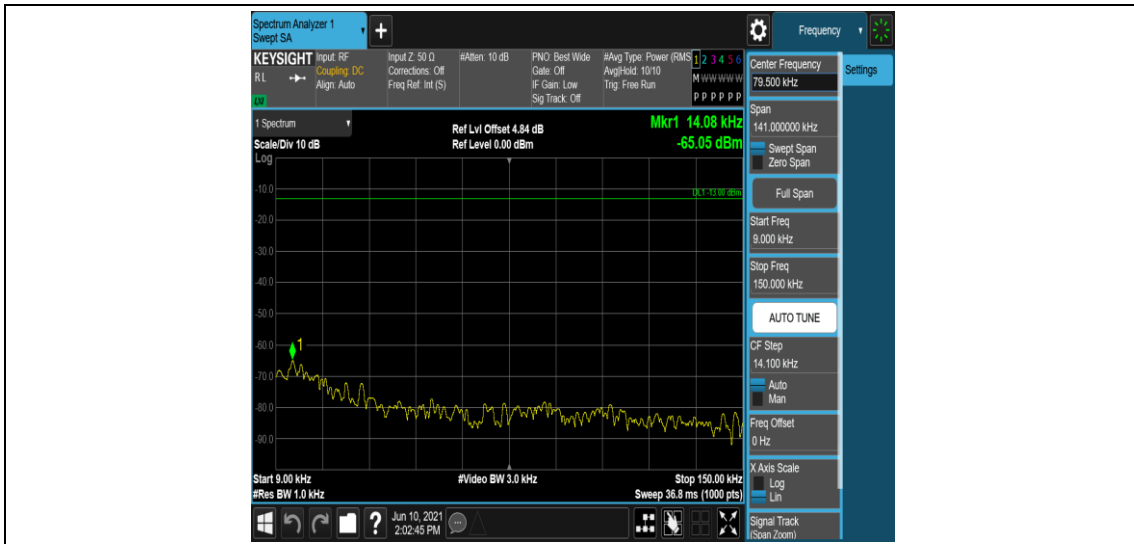 Spectrum Analyzer 1
Swept SA
Frequency
KEYSIGHT
RL
LXI
Input: RF
Coupling: DC
Align: Auto
Input Z: 50 Ω
Corrections: Off
Freq Ref: Int (S)
#Atten: 10 dB
PNO: Best Wide
Gate: Off
IF Gain: Low
Sig Track: Off
#Avg Type: Power (RMS
Avg|Hold: 10/10
Trig: Free Run
1 2 3 4 5 6
M W W W W W
P P P P P P
Center Frequency
79.500 kHz
Settings
Span
141.000000 kHz
Swept Span
Zero Span
Full Span
Start Freq
9.000 kHz
Stop Freq
150.000 kHz
AUTO TUNE
CF Step
14.100 kHz
Auto
Man
Freq Offset
0 Hz
X Axis Scale
Log
Lin
Signal Track
(Span Zoom)
1 Spectrum
Scale/Div 10 dB
Ref Lvl Offset 4.84 dB
Ref Level 0.00 dBm
Mkr1 14.08 kHz
-65.05 dBm
Log
DL1 -13.00 dBm
-10.0
-20.0
-30.0
-40.0
-50.0
-60.0
1
-70.0
-80.0
-90.0
Start 9.00 kHz
#Res BW 1.0 kHz
#Video BW 3.0 kHz
Stop 150.00 kHz
Sweep 36.8 ms (1000 pts)
Jun 10, 2021
2:02:45 PM